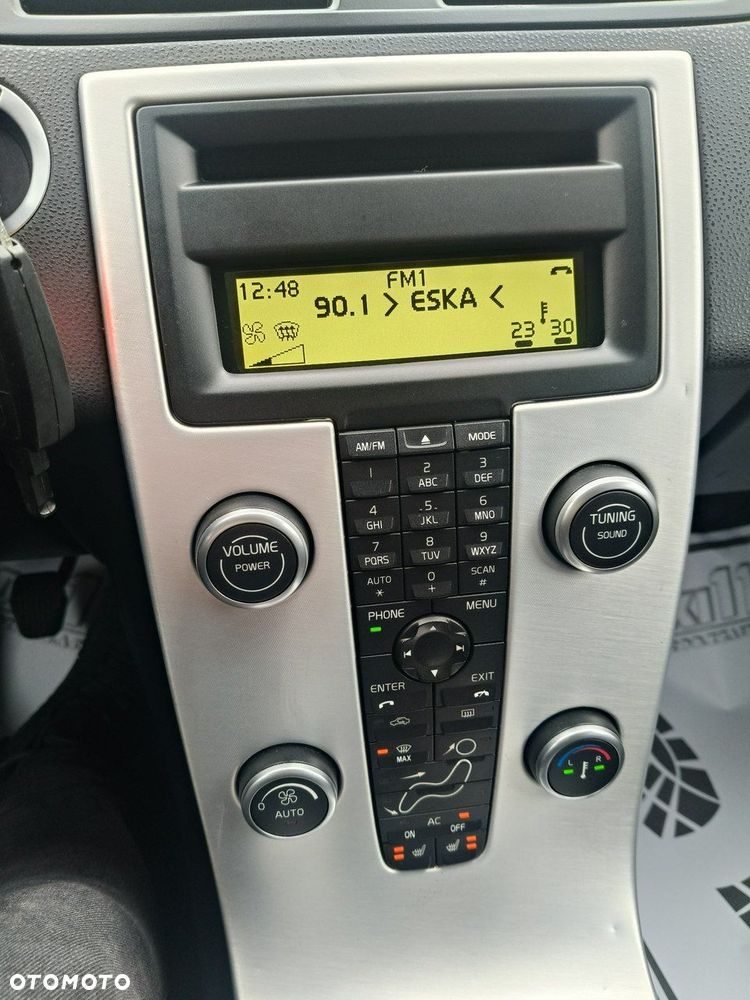 12:48 FM1
90.1 > ESKA <
23 30
AM/FM MODE
1 2 ABC 3 DEF
4 GHI 5 JKL 6 MNO
7 PQRS 8 TUV 9 WXYZ
AUTO * 0 + SCAN #
VOLUME
POWER
TUNING
SOUND
PHONE MENU
ENTER EXIT
MAX
L R
0 AUTO
AC
ON OFF
OTOMOTO